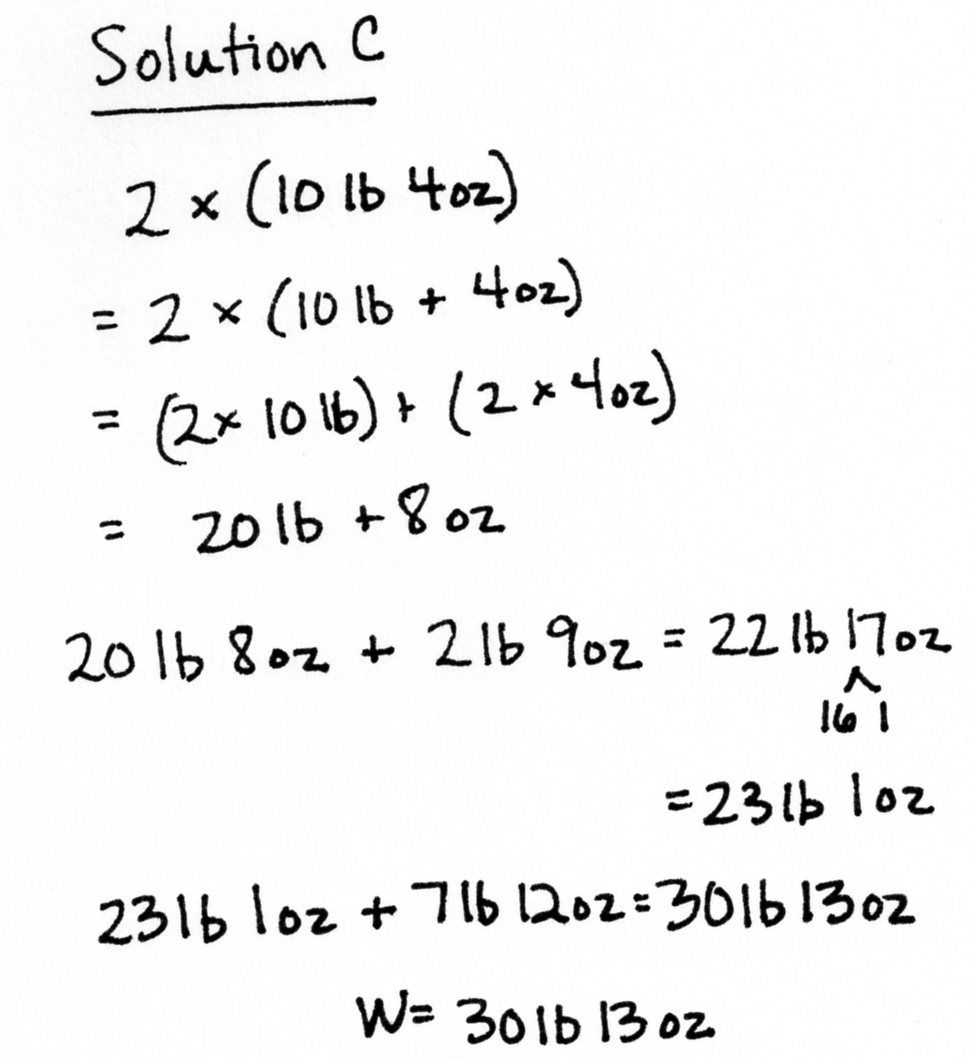 Solution C
2 × (10 lb 4oz)
= 2 × (10 lb + 4oz)
= (2× 10 lb) + (2 × 4oz)
= 20 lb + 8 oz
20 lb 8oz + 2 lb 9oz = 22 lb 17oz
16 1
= 23 lb 1oz
23 lb 1oz + 7 lb 12oz = 30 lb 13 oz
W= 30 lb 13 oz